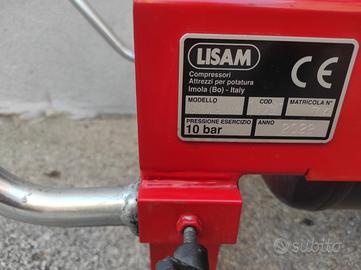 LISAM
Compressori
Attrezzi per potatura
Imola (Bo) - Italy
MODELLO COD. MATRICOLA N°
PRESSIONE ESERCIZIO ANNO
10 bar
CE
subito